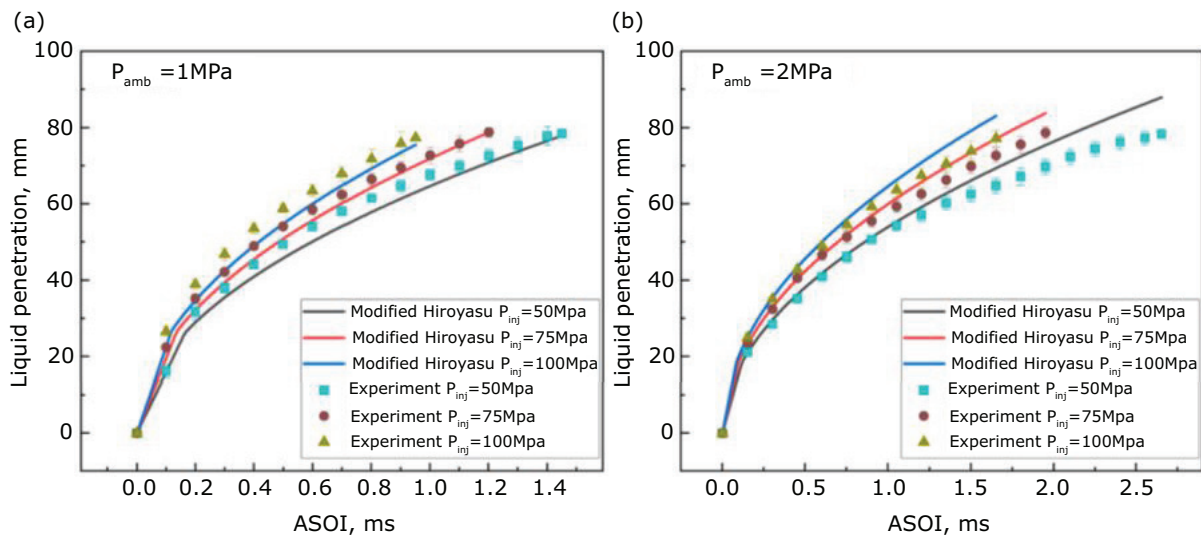 (a)
P_amb =1MPa
Liquid penetration, mm
100
80
60
40
20
0
0.0 0.2 0.4 0.6 0.8 1.0 1.2 1.4
ASOI, ms
Modified Hiroyasu P_inj=50Mpa
Modified Hiroyasu P_inj=75Mpa
Modified Hiroyasu P_inj=100Mpa
Experiment P_inj=50Mpa
Experiment P_inj=75Mpa
Experiment P_inj=100Mpa
(b)
P_amb =2MPa
Liquid penetration, mm
100
80
60
40
20
0
0.0 0.5 1.0 1.5 2.0 2.5
ASOI, ms
Modified Hiroyasu P_inj=50Mpa
Modified Hiroyasu P_inj=75Mpa
Modified Hiroyasu P_inj=100Mpa
Experiment P_inj=50Mpa
Experiment P_inj=75Mpa
Experiment P_inj=100Mpa